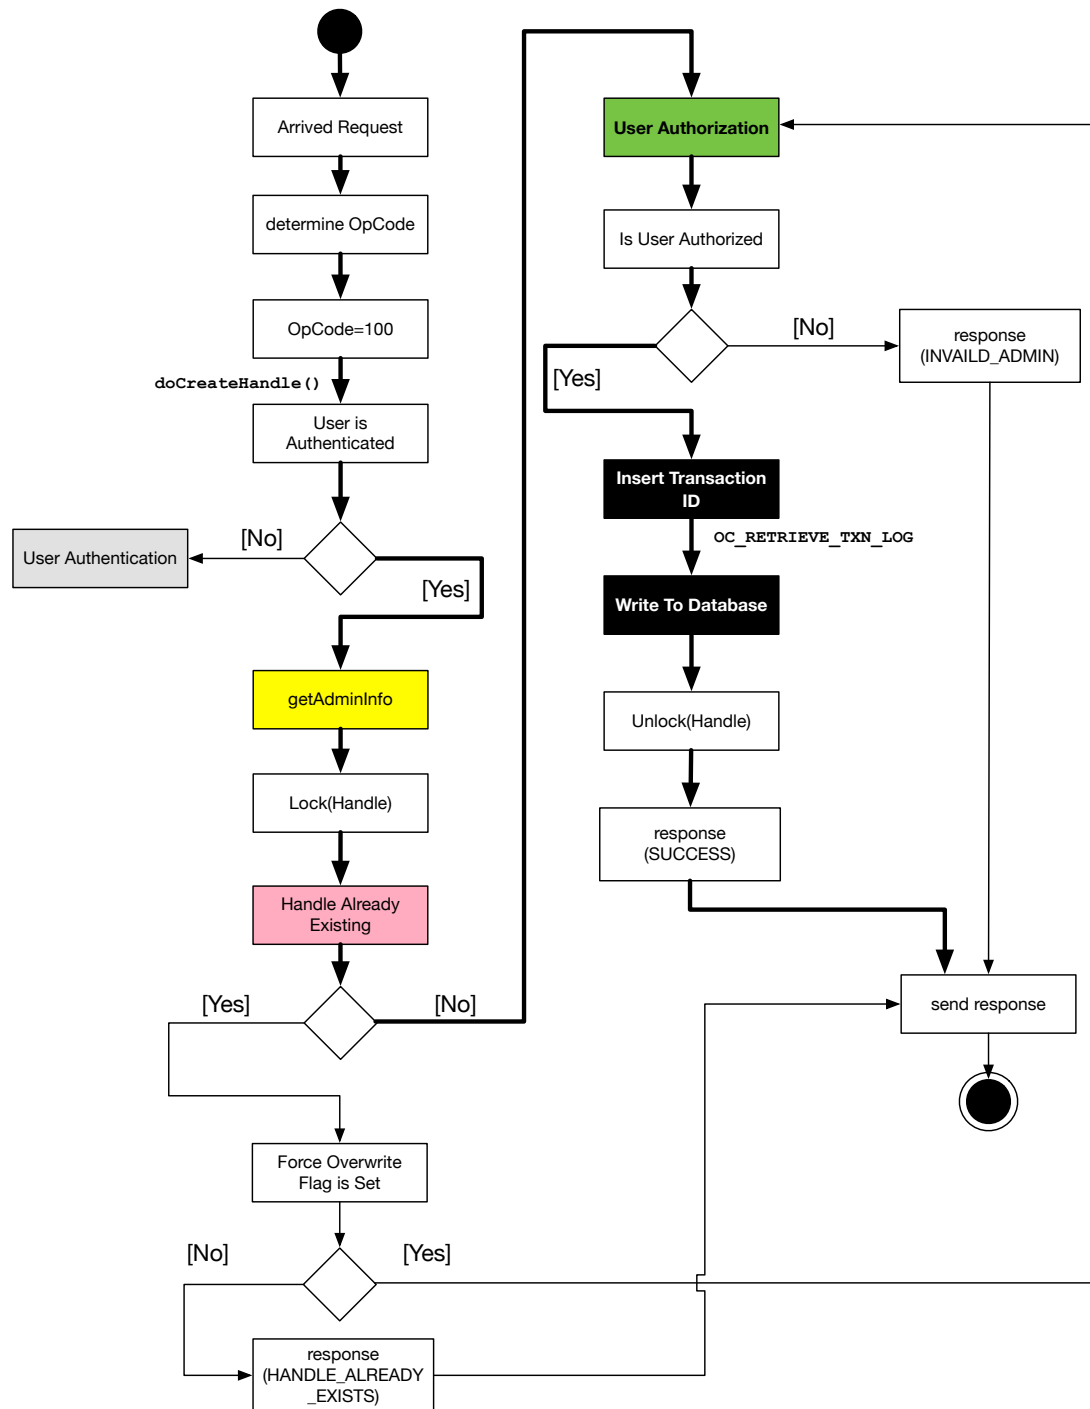 Arrived Request
determine OpCode
OpCode=100
doCreateHandle()
User is
Authenticated
[No]
User Authentication
[Yes]
getAdminInfo
Lock(Handle)
Handle Already
Existing
[Yes]
[No]
Force Overwrite
Flag is Set
[No]
[Yes]
response
(HANDLE_ALREADY
_EXISTS)
User Authorization
Is User Authorized
[No]
response
(INVAILD_ADMIN)
[Yes]
Insert Transaction
ID
OC_RETRIEVE_TXN_LOG
Write To Database
Unlock(Handle)
response
(SUCCESS)
send response